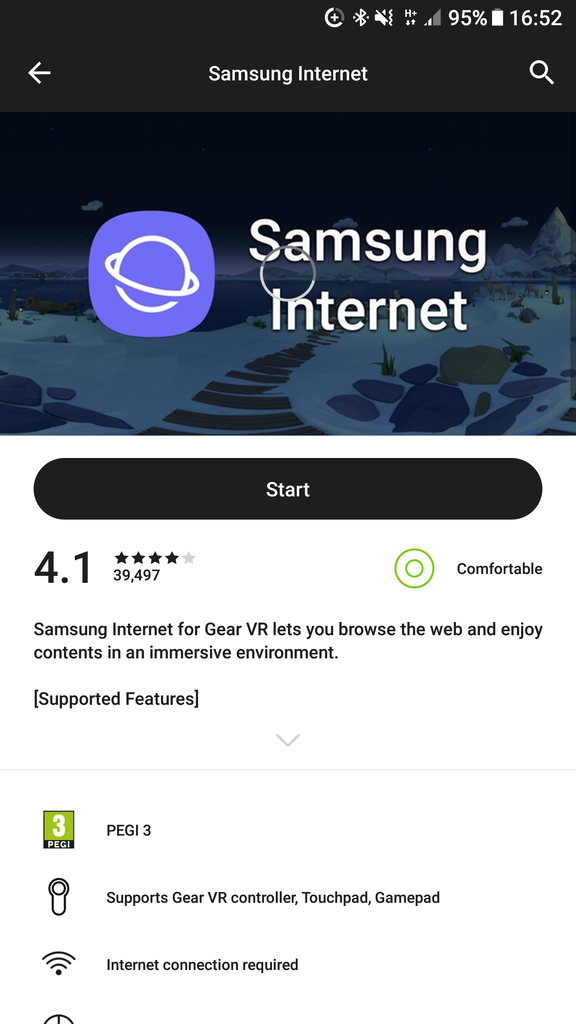 H+ 95% 16:52
Samsung Internet
Samsung
Internet
Start
4.1
39,497
Comfortable
Samsung Internet for Gear VR lets you browse the web and enjoy
contents in an immersive environment.
[Supported Features]
3
PEGI
PEGI 3
Supports Gear VR controller, Touchpad, Gamepad
Internet connection required